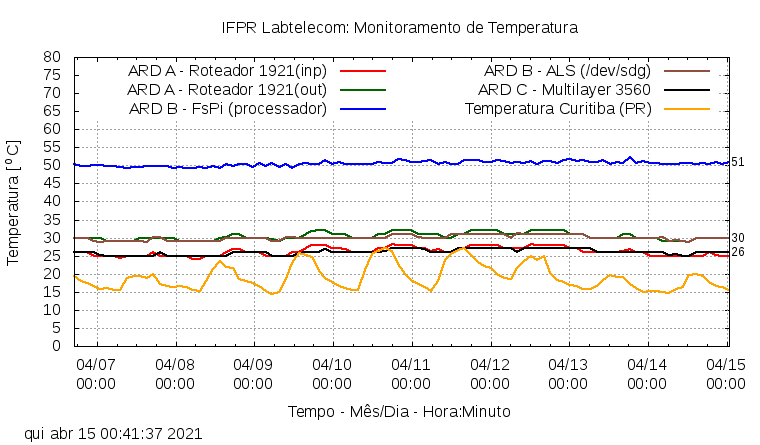 IFPR Labtelecom: Monitoramento de Temperatura
ARD A - Roteador 1921(inp)
ARD A - Roteador 1921(out)
ARD B - FsPi (processador)
ARD B - ALS (/dev/sdg)
ARD C - Multilayer 3560
Temperatura Curitiba (PR)
Temperatura [ºC]
80
75
70
65
60
55
50
45
40
35
30
25
20
15
10
5
0
51
30
26
04/07 04/08 04/09 04/10 04/11 04/12 04/13 04/14 04/15
00:00 00:00 00:00 00:00 00:00 00:00 00:00 00:00 00:00
Tempo - Mês/Dia - Hora:Minuto
qui abr 15 00:41:37 2021